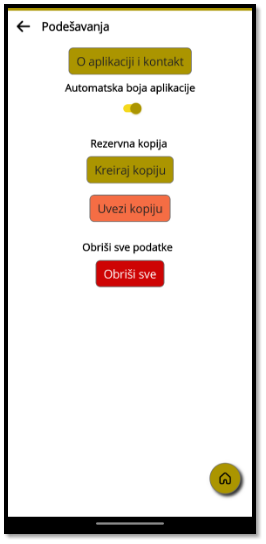 Podešavanja
O aplikaciji i kontakt
Automatska boja aplikacije
Rezervna kopija
Kreiraj kopiju
Uvezi kopiju
Obriši sve podatke
Obriši sve